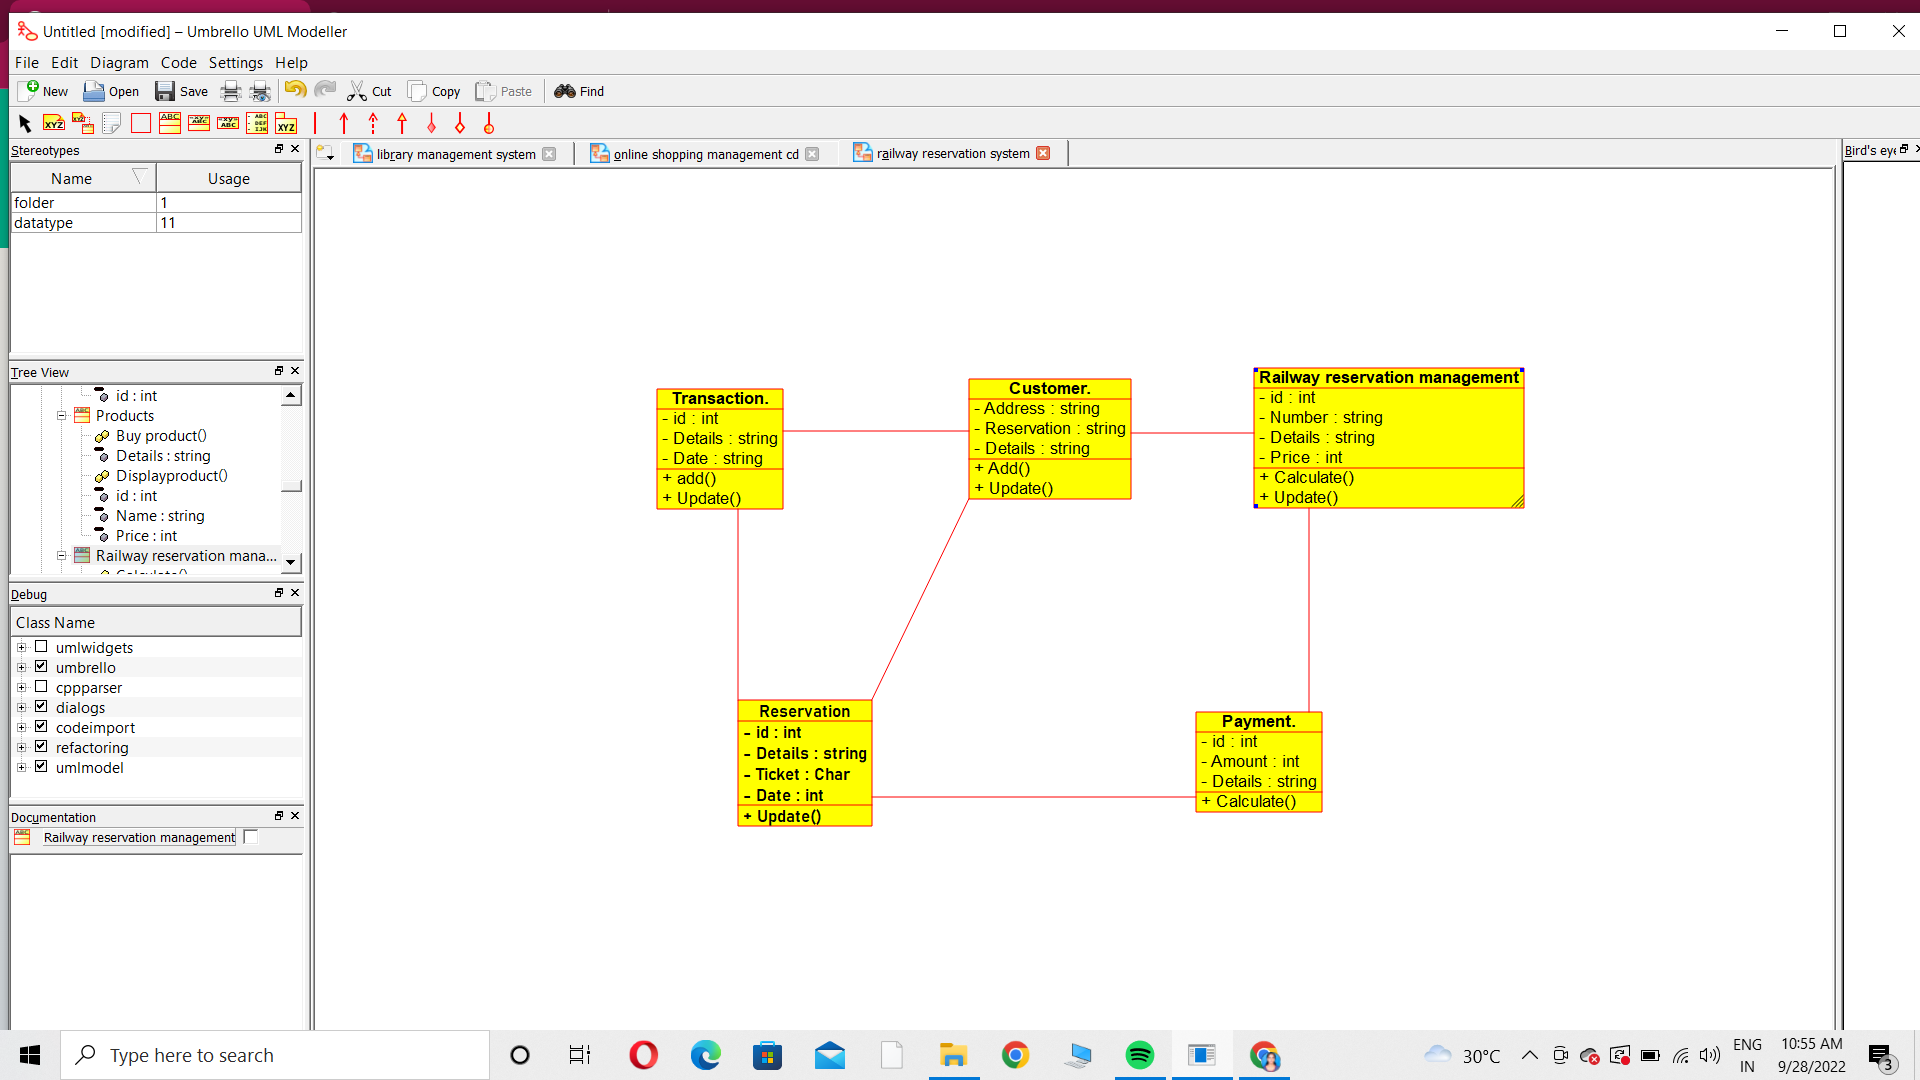 Untitled [modified] – Umbrello UML Modeller
File Edit Diagram Code Settings Help
New Open Save Cut Copy Paste Find
Stereotypes
Name Usage
folder 1
datatype 11
library management system
online shopping management cd
railway reservation system
Bird's eye
Tree View
id : int
Products
Buy product()
Details : string
Displayproduct()
id : int
Name : string
Price : int
Railway reservation mana...
Calculate()
Debug
Class Name
umlwidgets
umbrello
cppparser
dialogs
codeimport
refactoring
umlmodel
Documentation
Railway reservation management
Transaction.
- id : int
- Details : string
- Date : string
+ add()
+ Update()
Customer.
- Address : string
- Reservation : string
- Details : string
+ Add()
+ Update()
Railway reservation management
- id : int
- Number : string
- Details : string
- Price : int
+ Calculate()
+ Update()
Reservation
- id : int
- Details : string
- Ticket : Char
- Date : int
+ Update()
Payment.
- id : int
- Amount : int
- Details : string
+ Calculate()
Type here to search
30°C
ENG
IN
10:55 AM
9/28/2022
3